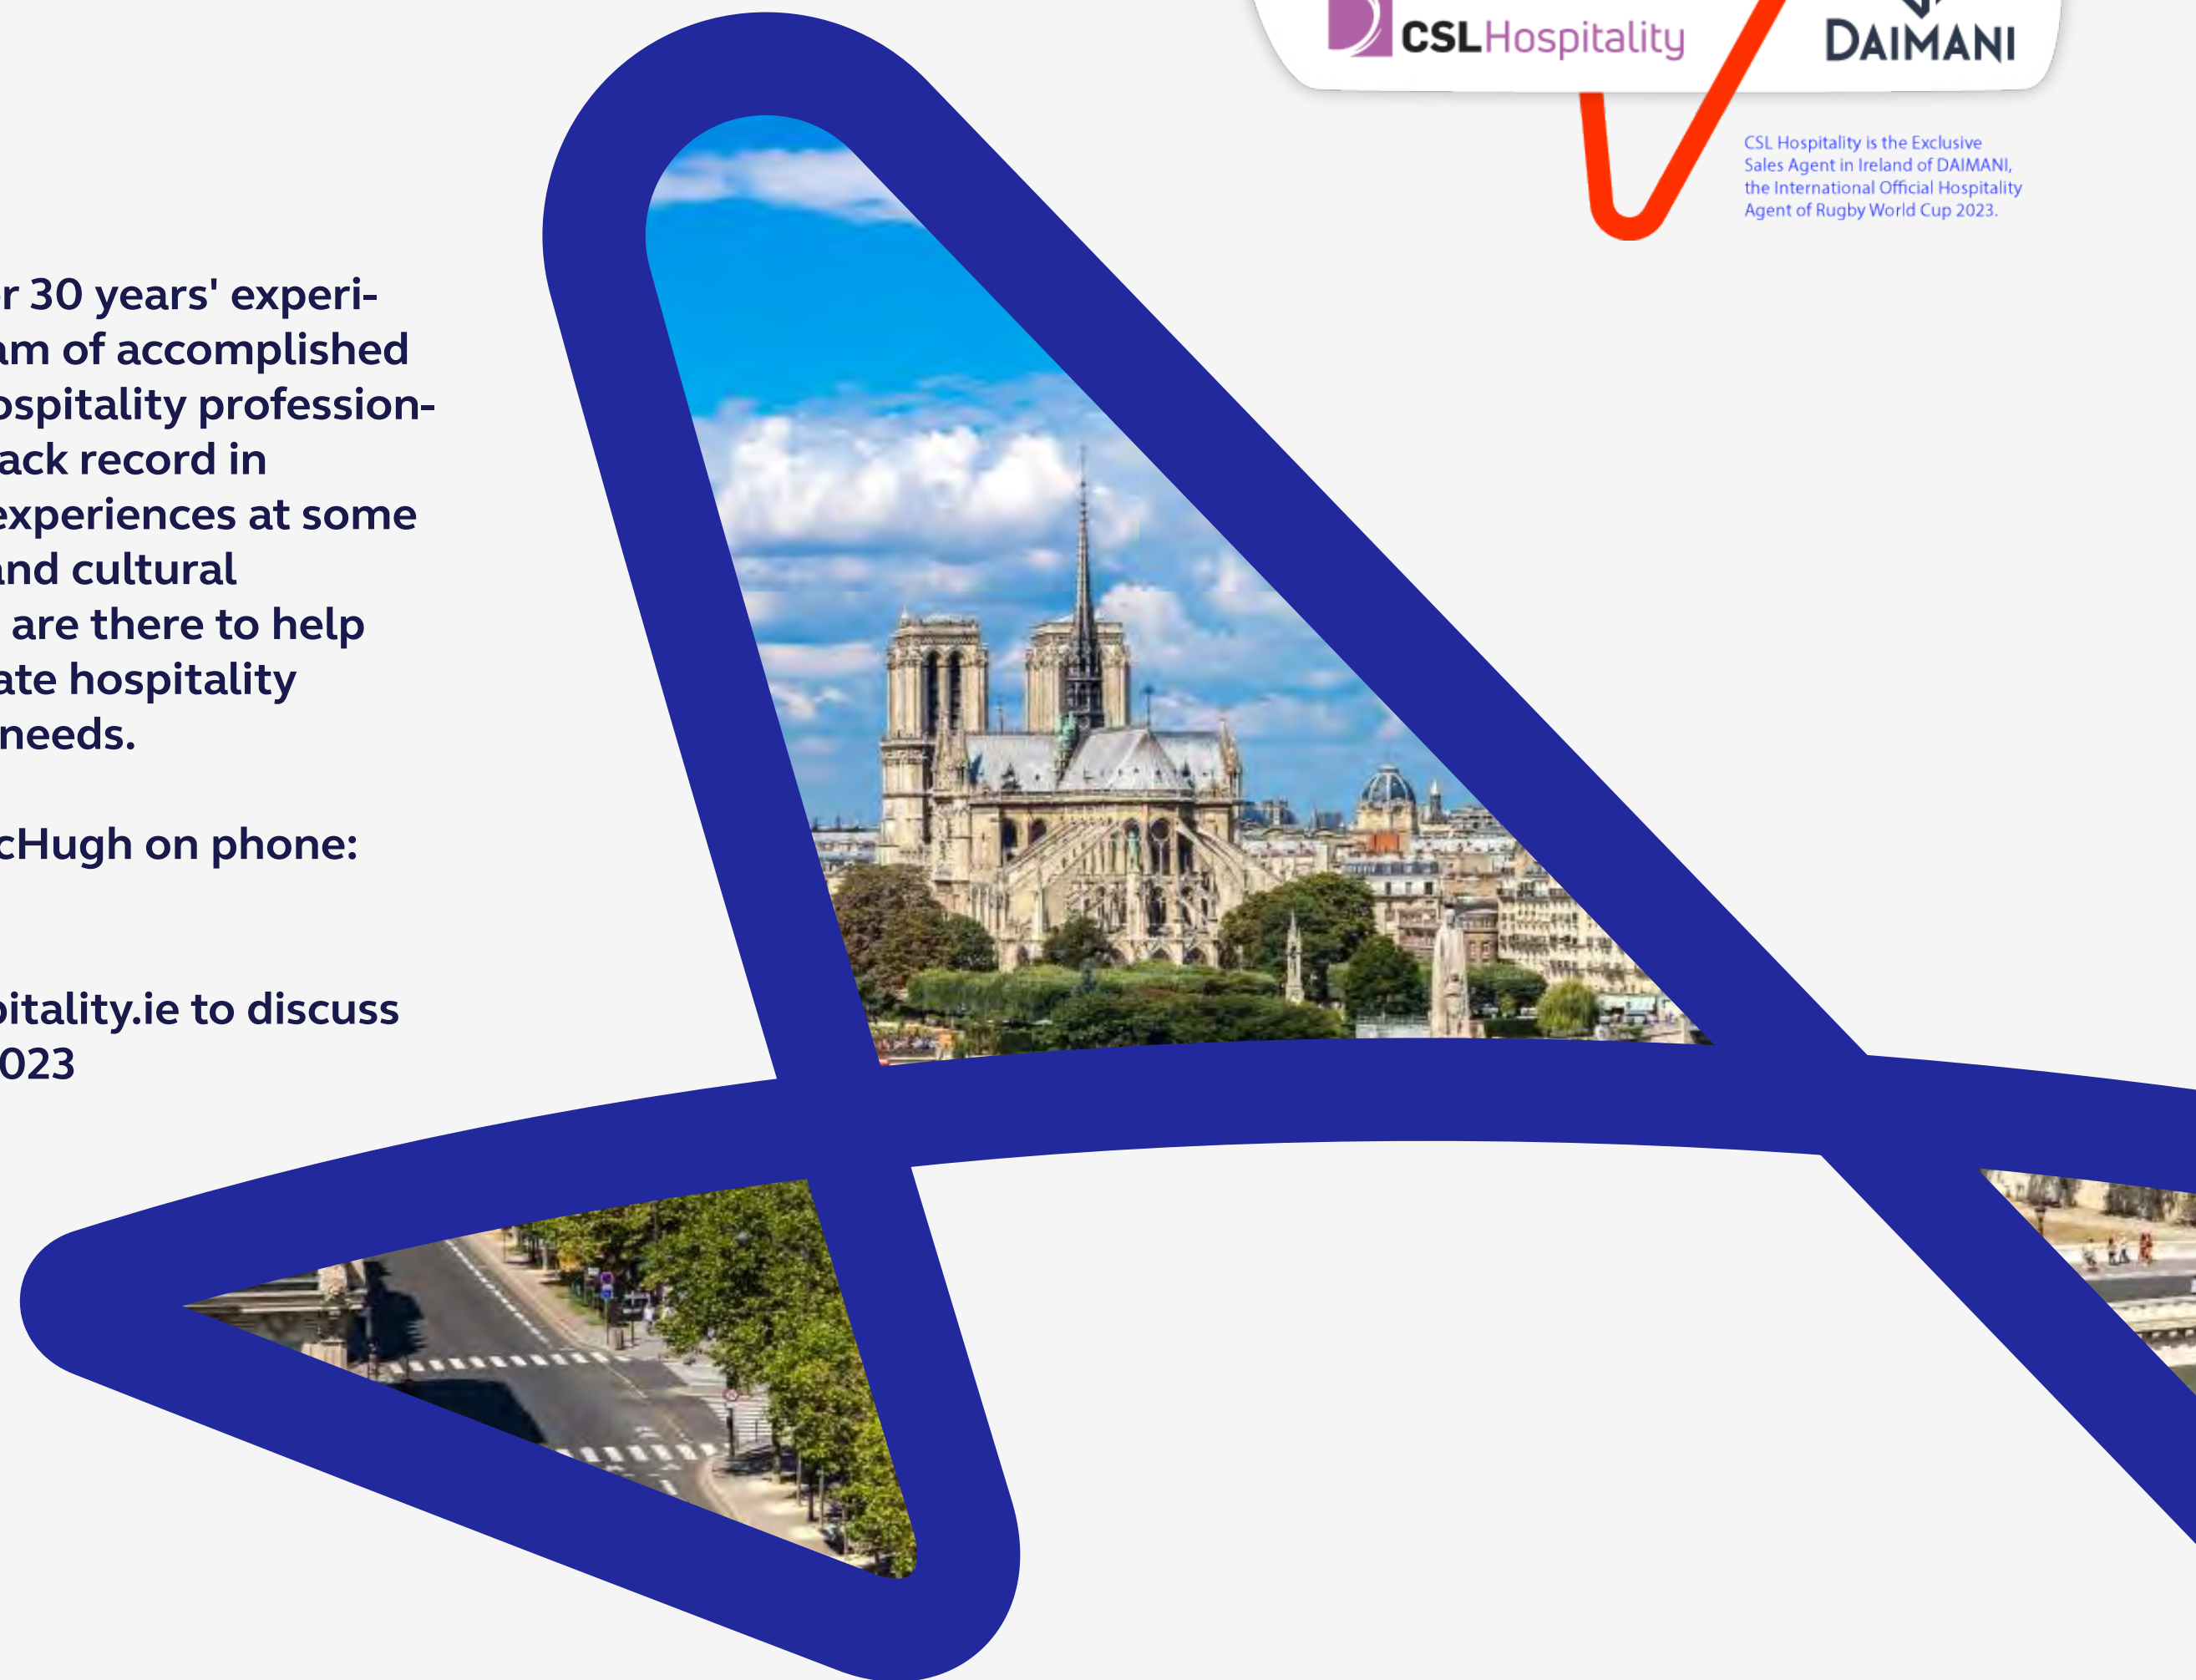 CSLHospitality
DAIMANI
CSL Hospitality is the Exclusive
Sales Agent in Ireland of DAIMANI,
the International Official Hospitality
Agent of Rugby World Cup 2023.
r 30 years' experi-
am of accomplished
ospitality profession-
ack record in
experiences at some
and cultural
are there to help
ate hospitality
needs.
cHugh on phone:
pitality.ie to discuss
023